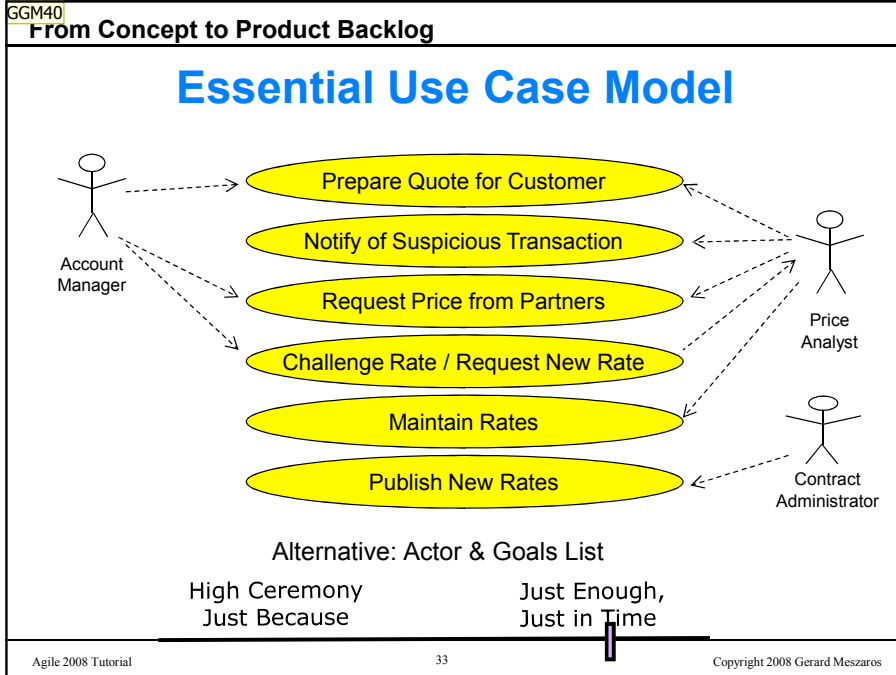 GGM40
From Concept to Product Backlog
Essential Use Case Model
Prepare Quote for Customer
Notify of Suspicious Transaction
Account
Manager
Request Price from Partners
Price
Analyst
Challenge Rate / Request New Rate
Maintain Rates
Publish New Rates
Contract
Administrator
Alternative: Actor & Goals List
High Ceremony
Just Because
Just Enough,
Just in Time
Agile 2008 Tutorial
33
Copyright 2008 Gerard Meszaros